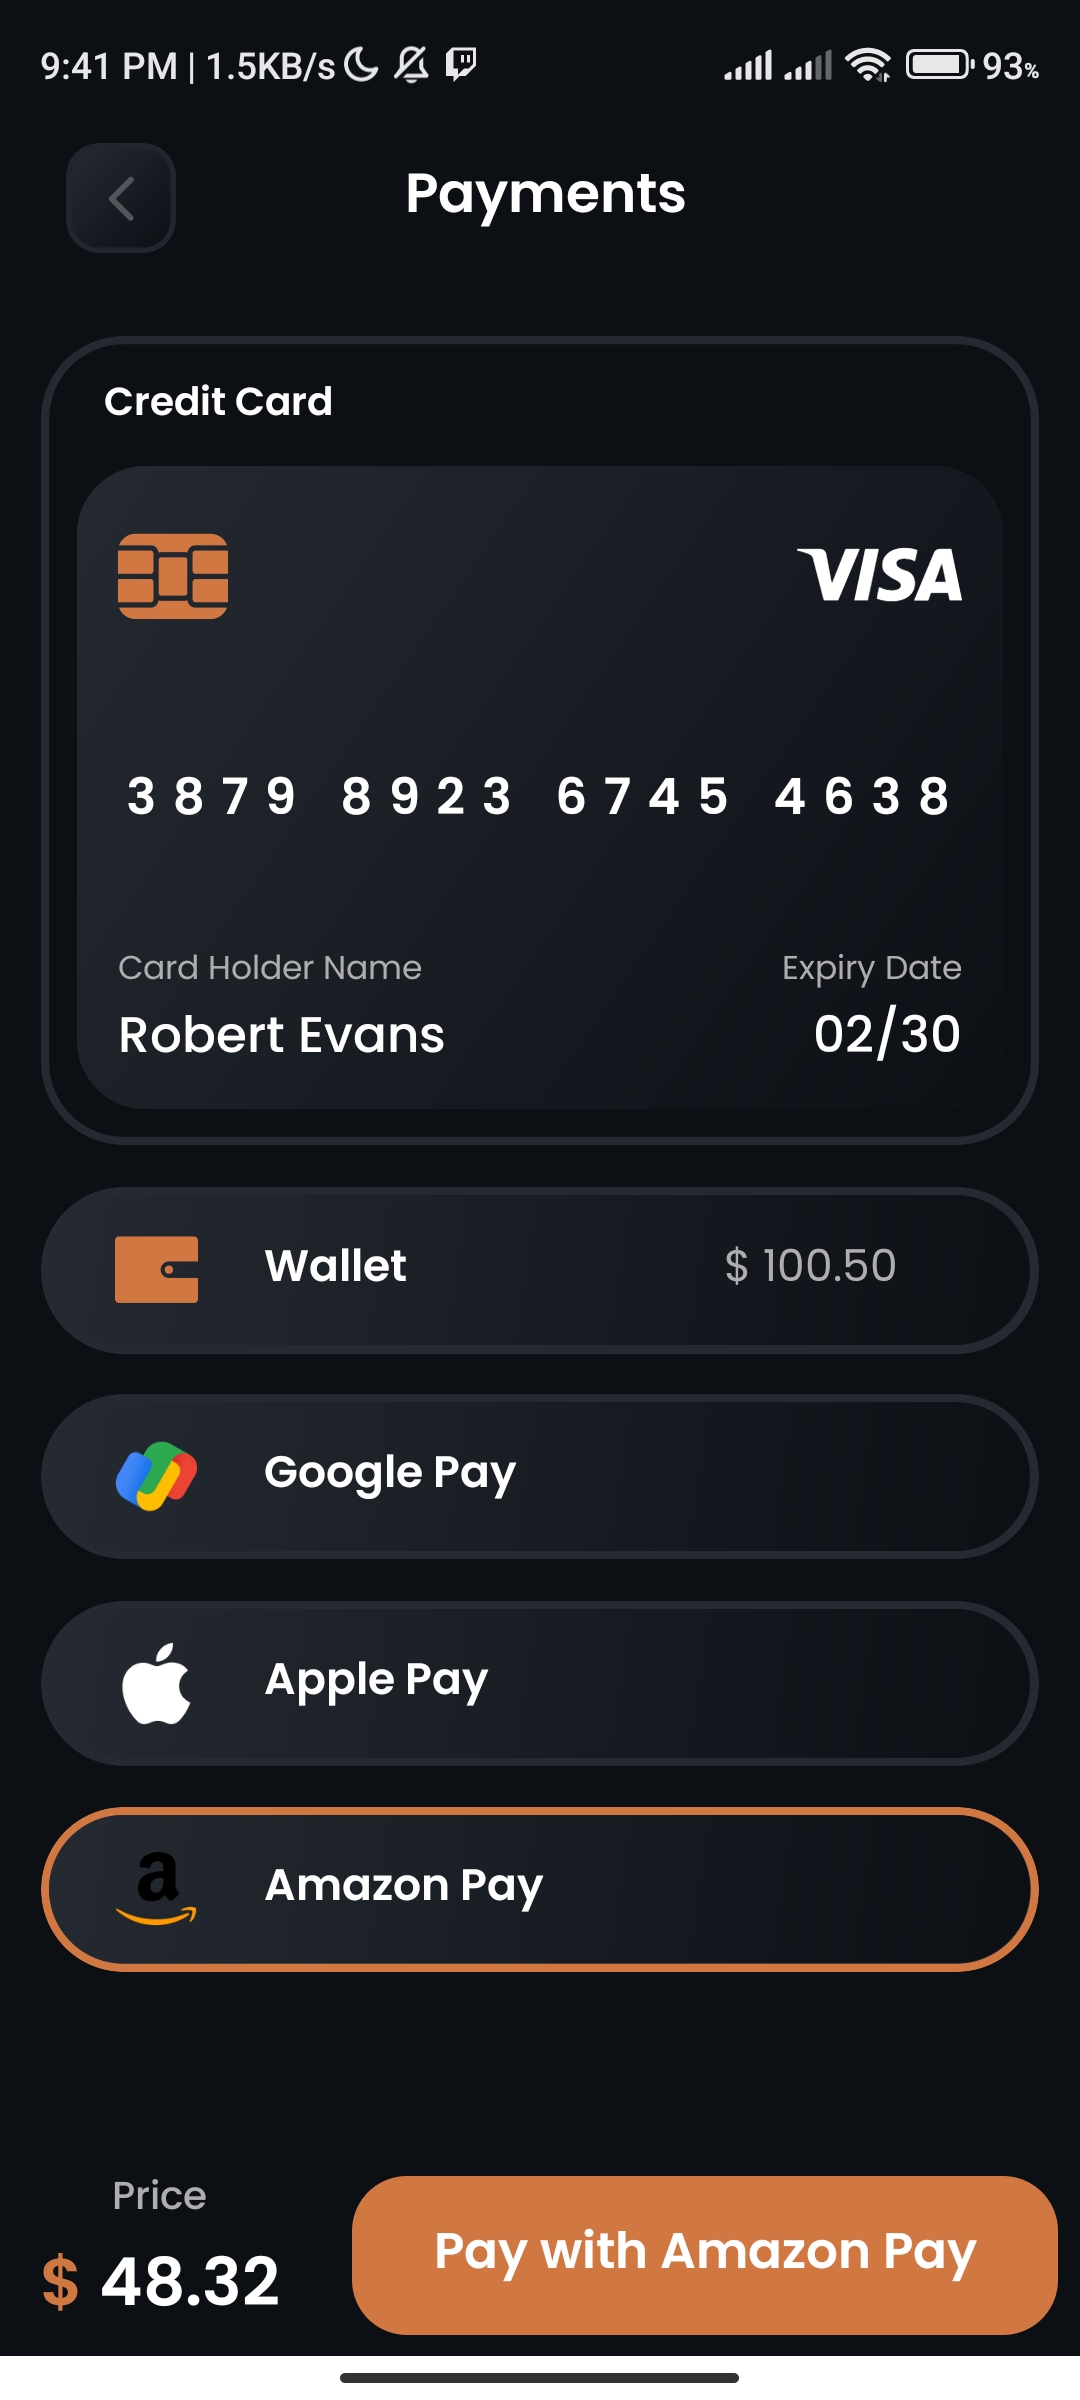 9:41 PM | 1.5KB/s 93%
Payments
Credit Card
VISA
3879 8923 6745 4638
Card Holder Name Expiry Date
Robert Evans 02/30
Wallet $ 100.50
Google Pay
Apple Pay
a Amazon Pay
Price
$ 48.32
Pay with Amazon Pay